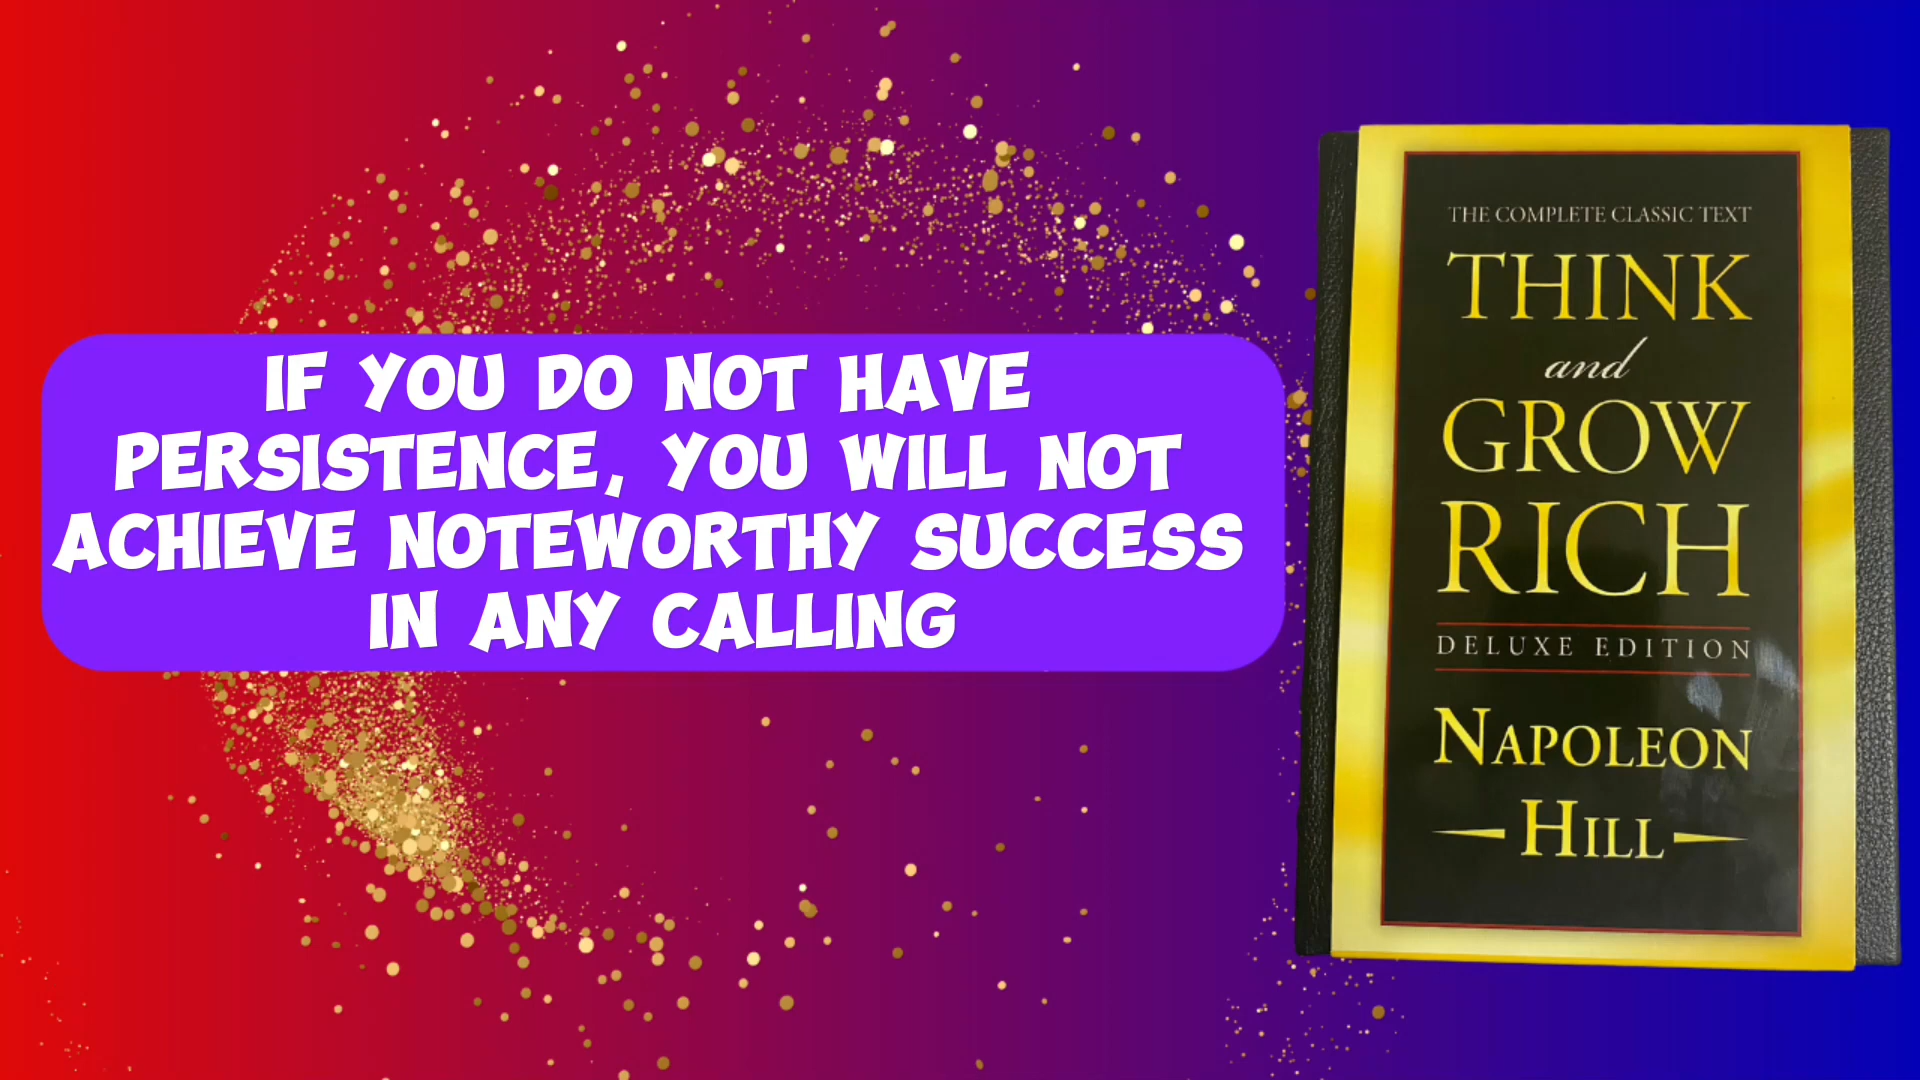 IF YOU DO NOT HAVE
PERSISTENCE, YOU WILL NOT
ACHIEVE NOTEWORTHY SUCCESS
IN ANY CALLING
THE COMPLETE CLASSIC TEXT
THINK
and
GROW
RICH
DELUXE EDITION
NAPOLEON
HILL